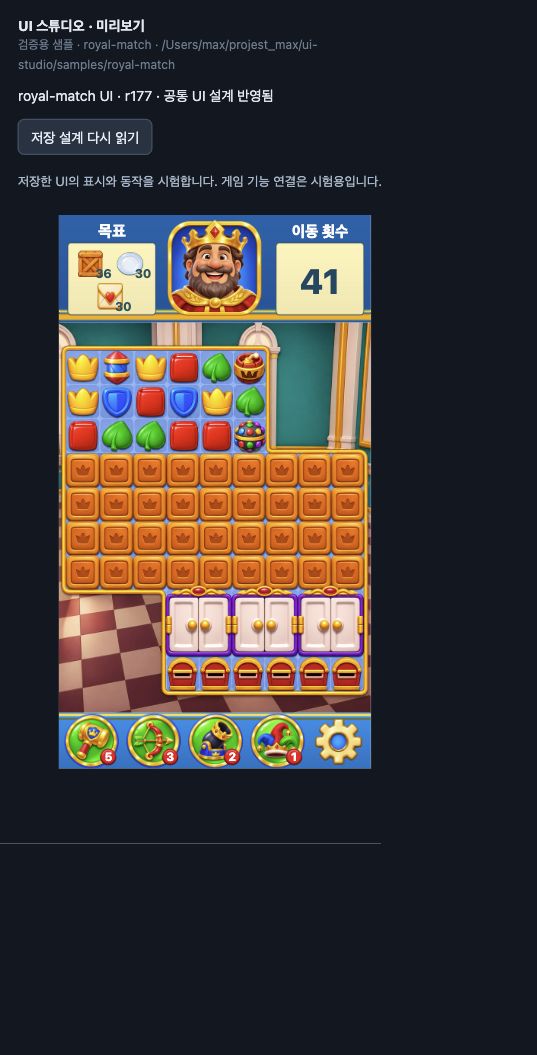 UI 스튜디오 · 미리보기
검증용 샘플 · royal-match · /Users/max/projest_max/ui-
studio/samples/royal-match
royal-match UI · r177 · 공통 UI 설계 반영됨
저장 설계 다시 읽기
저장한 UI의 표시와 동작을 시험합니다. 게임 기능 연결은 시험용입니다.
목표
이동 횟수
36
30
30
41
5
3
2
1